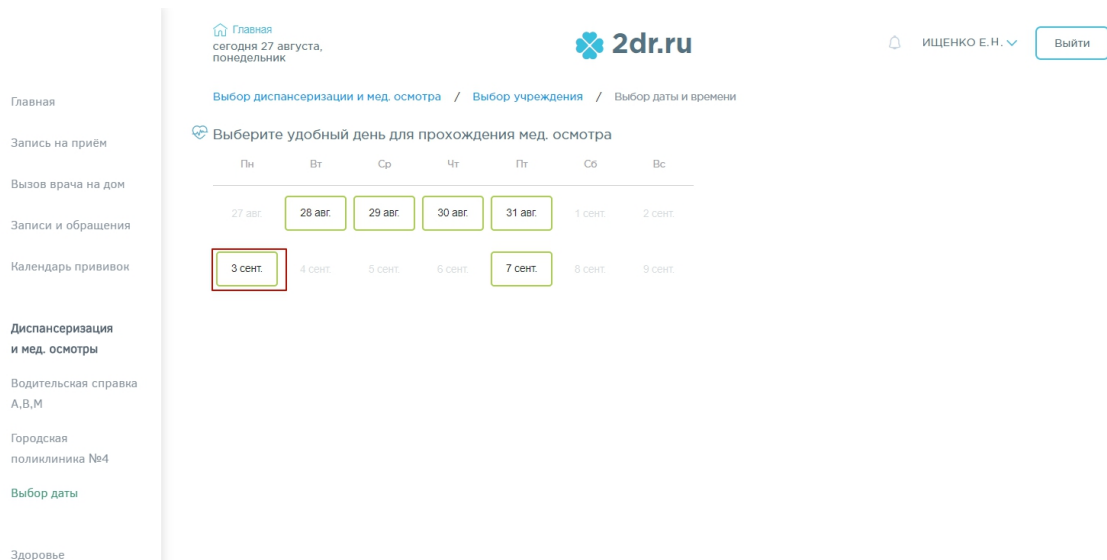 Главная
сегодня 27 августа,
понедельник
2dr.ru
ИЩЕНКО Е.Н.
Выйти
Главная
Запись на приём
Вызов врача на дом
Записи и обращения
Календарь прививок
Диспансеризация
и мед. осмотры
Водительская справка
А,В,М
Городская
поликлиника №4
Выбор даты
Здоровье
Выбор диспансеризации и мед. осмотра / Выбор учреждения / Выбор даты и времени
Выберите удобный день для прохождения мед. осмотра
Пн Вт Ср Чт Пт Сб Вс
27 авг. 28 авг. 29 авг. 30 авг. 31 авг. 1 сент. 2 сент.
3 сент. 4 сент. 5 сент. 6 сент. 7 сент. 8 сент. 9 сент.